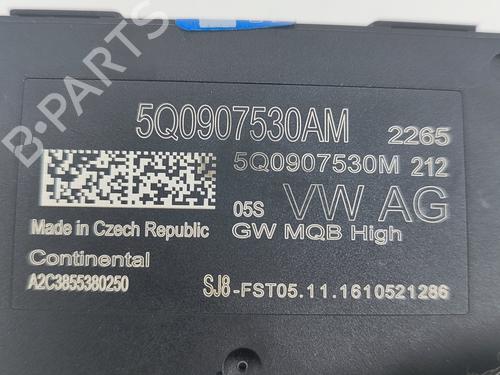 B-PARTS
5Q0907530AM 2265
5Q0907530M 212
05S VW AG
Made in Czech Republic GW MQB High
Continental
A2C3855380250 SJ8-FST05.11.1610521286